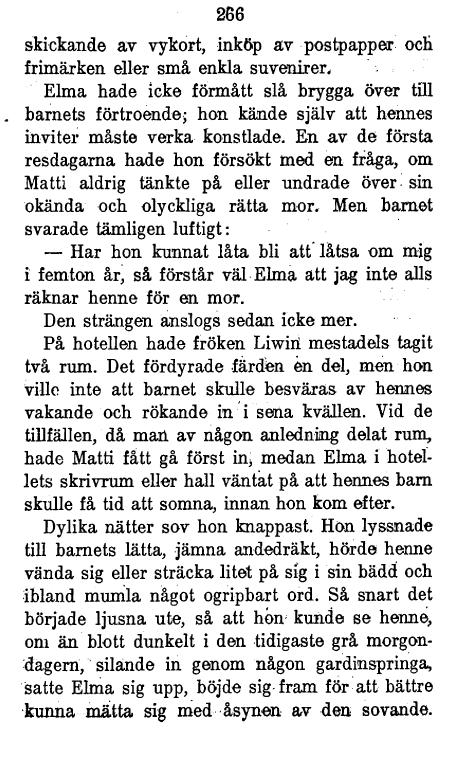 266
skickande av vykort, inköp av postpapper och
frimärken eller små enkla suvenirer.
Elma hade icke förmått slå brygga över till
barnets förtroende; hon kände själv att hennes
inviter måste verka konstlade. En av de första
resdagarna hade hon försökt med en fråga, om
Matti aldrig tänkte på eller undrade över sin
okända och olyckliga rätta mor. Men barnet
svarade tämligen luftigt:
— Har hon kunnat låta bli att låtsa om mig
i femton år, så förstår väl Elma att jag inte alls
räknar henne för en mor.
Den strängen anslogs sedan icke mer.
På hotellen hade fröken Liwin mestadels tagit
två rum. Det fördyrade färden en del, men hon
ville inte att barnet skulle besväras av hennes
vakande och rökande in i sena kvällen. Vid de
tillfällen, då man av någon anledning delat rum,
hade Matti fått gå först in, medan Elma i hotel-
lets skrivrum eller hall väntat på att hennes barn
skulle få tid att somna, innan hon kom efter.
Dylika nätter sov hon knappast. Hon lyssnade
till barnets lätta, jämna andedräkt, hörde henne
vända sig eller sträcka litet på sig i sin bädd och
ibland mumla något ogripbart ord. Så snart det
började ljusna ute, så att hon kunde se henne,
om än blott dunkelt i den tidigaste grå morgon-
dagern, silande in genom någon gardinspringa,
satte Elma sig upp, böjde sig fram för att bättre
kunna mätta sig med åsynen av den sovande.